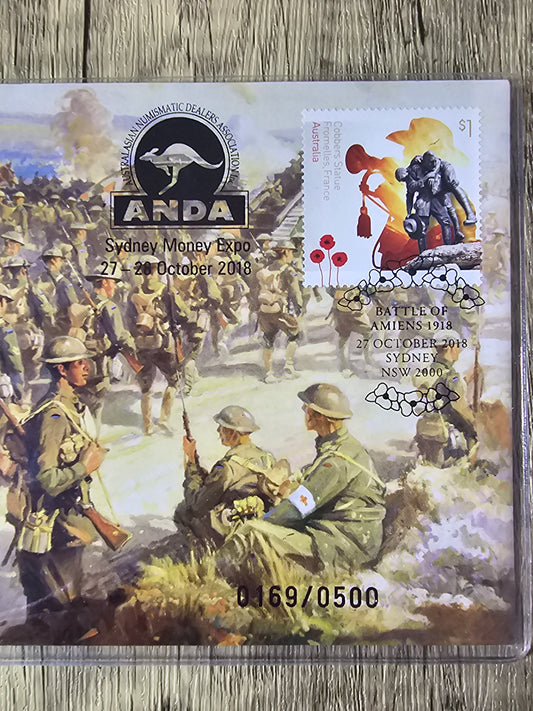 AUSTRALASIAN NUMISMATIC DEALERS ASSOCIATION
ANDA
Sydney Money Expo
27 – 28 October 2018
$1
Cobbers Statue
Fromelles, France
Australia
BATTLE OF
AMIENS 1918
27 OCTOBER 2018
SYDNEY
NSW 2000
0169/0500